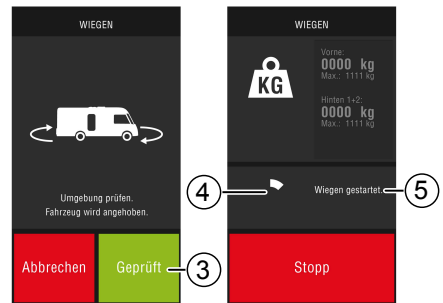 WIEGEN
Umgebung prüfen.
Fahrzeug wird angehoben.
Abbrechen
Geprüft
3
WIEGEN
KG
Vorne:
0000 kg
Max.: 1111 kg
Hinten 1+2:
0000 kg
Max.: 1111 kg
4
Wiegen gestartet.
5
Stopp